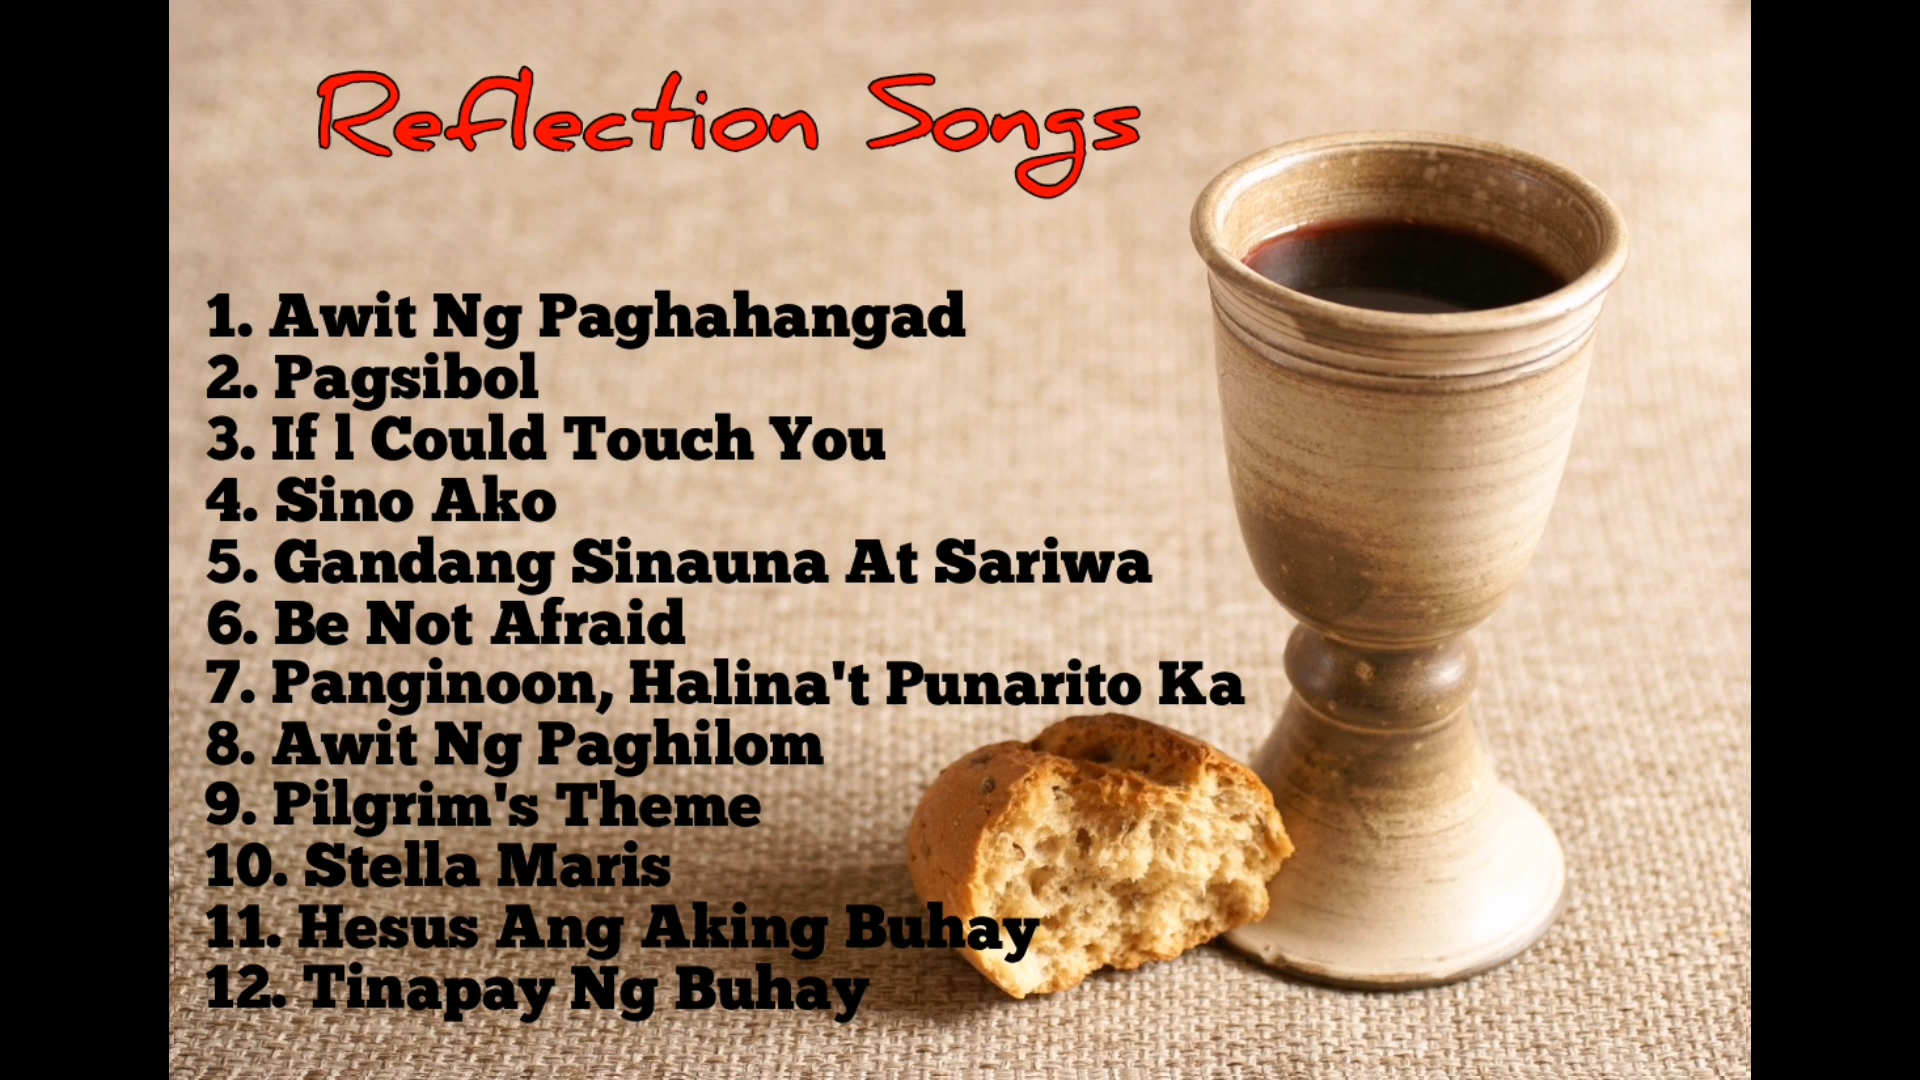 Reflection Songs
1. Awit Ng Paghahangad
2. Pagsibol
3. If l Could Touch You
4. Sino Ako
5. Gandang Sinauna At Sariwa
6. Be Not Afraid
7. Panginoon, Halina't Punarito Ka
8. Awit Ng Paghilom
9. Pilgrim's Theme
10. Stella Maris
11. Hesus Ang Aking Buhay
12. Tinapay Ng Buhay